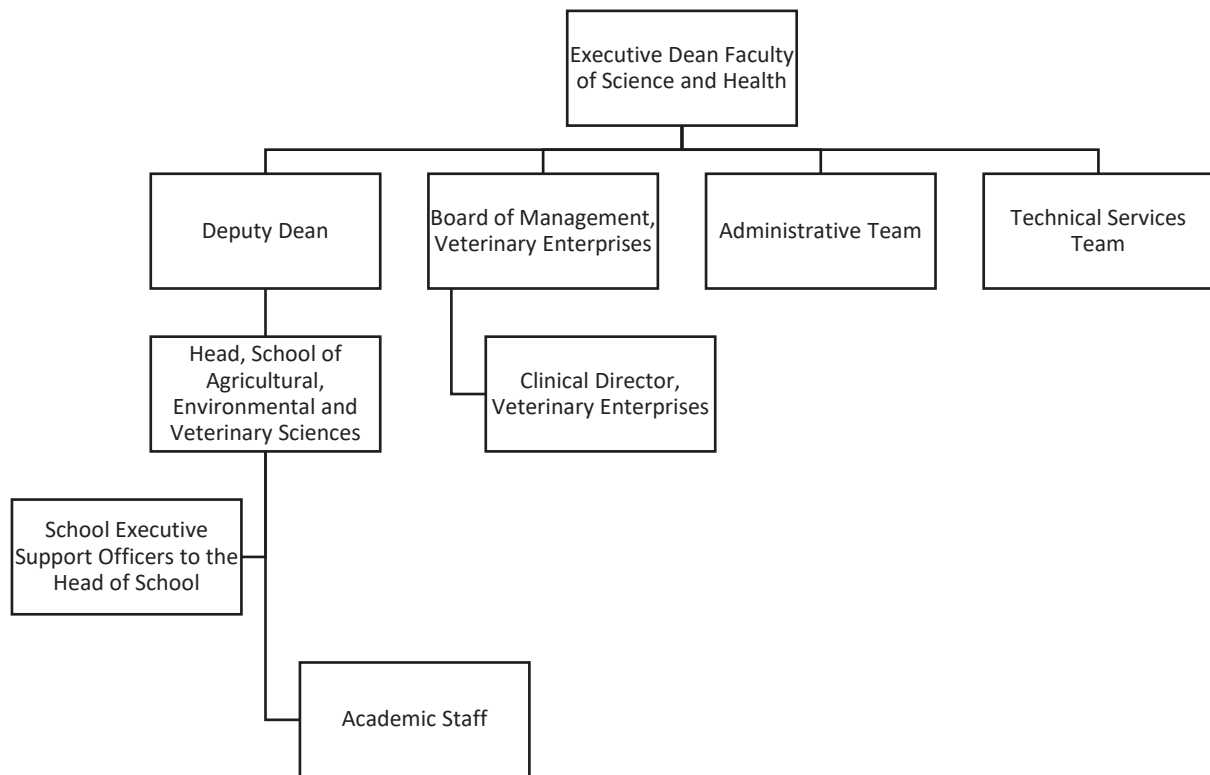 Executive Dean Faculty
of Science and Health
Deputy Dean
Board of Management,
Veterinary Enterprises
Administrative Team
Technical Services
Team
Head, School of
Agricultural,
Environmental and
Veterinary Sciences
Clinical Director,
Veterinary Enterprises
School Executive
Support Officers to the
Head of School
Academic Staff